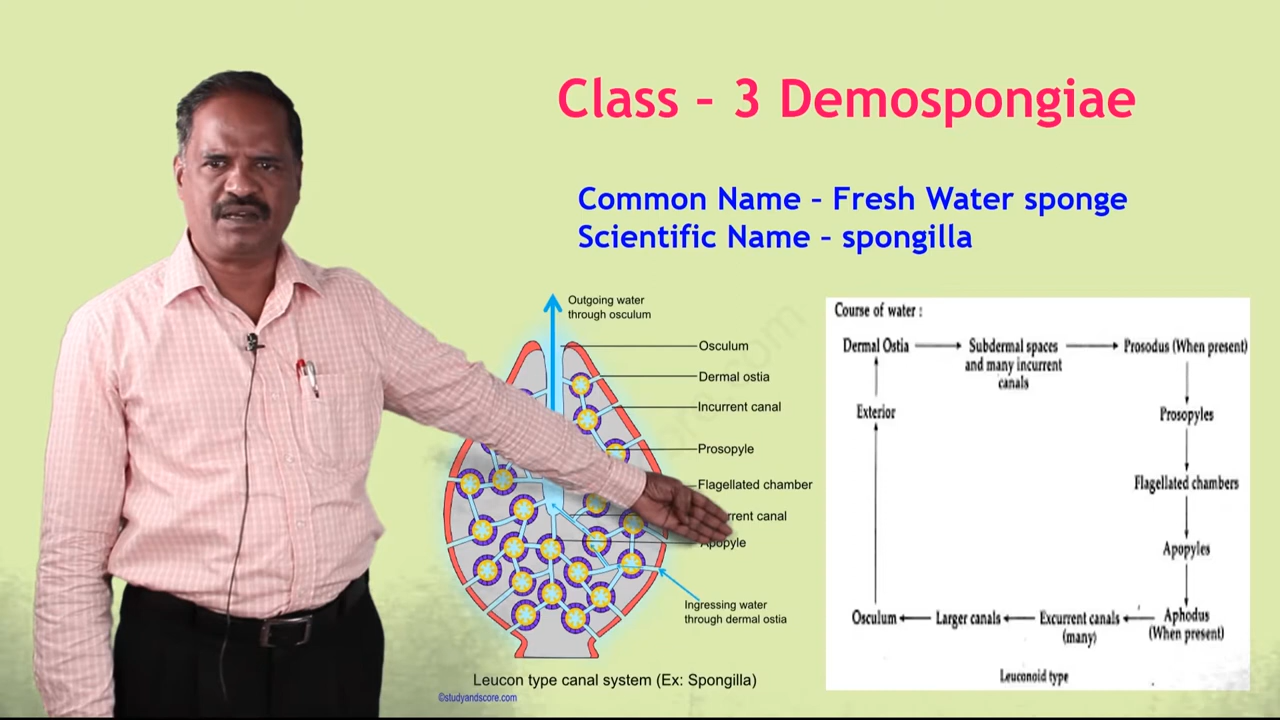 Class – 3 Demospongiae
Common Name – Fresh Water sponge
Scientific Name – spongilla
Outgoing water
through osculum
Osculum
Dermal ostia
Incurrent canal
Prosopyle
Flagellated chamber
canal
Apopyle
Ingressing water
through dermal ostia
Leucon type canal system (Ex: Spongilla)
©studyandscore.com
Course of water :
Dermal Ostia
Subdermal spaces
and many incurrent
canals
Prosodus (When present)
Exterior
Prosopyles
Flagellated chambers
Apopyles
Osculum
Larger canals
Excurrent canals
(many)
Aphodus
(When present)
Leuconoid type